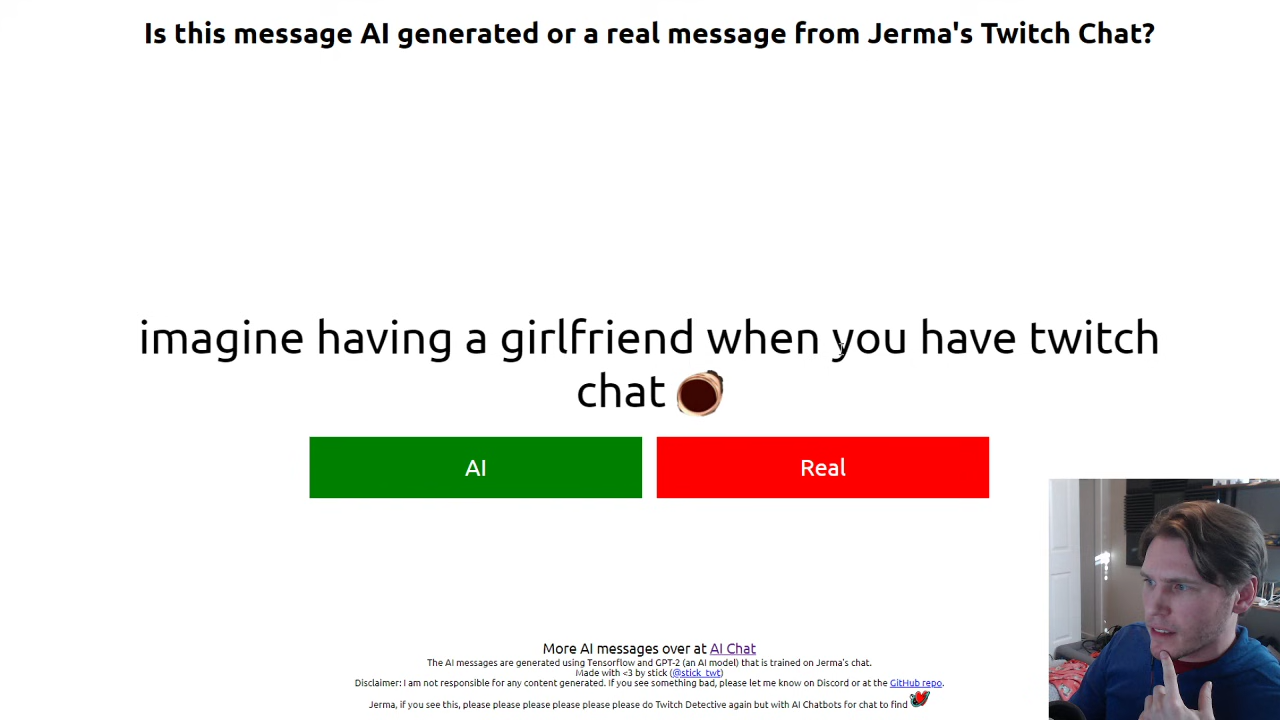 Is this message AI generated or a real message from Jerma's Twitch Chat?
imagine having a girlfriend when you have twitch
chat
AI
Real
More AI messages over at AI Chat
The AI messages are generated using Tensorflow and GPT-2 (an AI model) that is trained on Jerma's chat.
Made with <3 by stick (@stick_twt)
Disclaimer: I am not responsible for any content generated. If you see something bad, please let me know on Discord or at the GitHub repo.
Jerma, if you see this, please please please please please please do Twitch Detective again but with AI Chatbots for chat to find